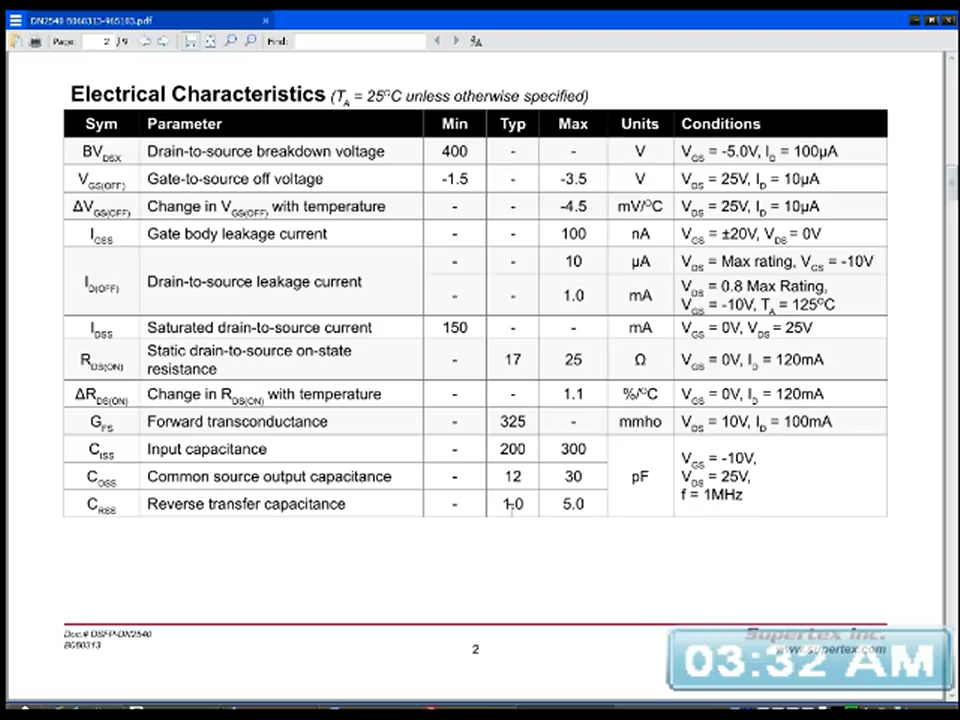 DN2540 B060313-965103.pdf
Page: 2 / 9 Find:
Electrical Characteristics (TA = 25°C unless otherwise specified)
Sym Parameter Min Typ Max Units Conditions
BVDSX Drain-to-source breakdown voltage 400 - - V VGS = -5.0V, ID = 100µA
VGS(OFF) Gate-to-source off voltage -1.5 - -3.5 V VDS = 25V, ID = 10µA
ΔVGS(OFF) Change in VGS(OFF) with temperature - - -4.5 mV/°C VDS = 25V, ID = 10µA
IGSS Gate body leakage current - - 100 nA VGS = ±20V, VDS = 0V
ID(OFF) Drain-to-source leakage current - - 10 µA VDS = Max rating, VGS = -10V
- - 1.0 mA VDS = 0.8 Max Rating,
VGS = -10V, TA = 125°C
IDSS Saturated drain-to-source current 150 - - mA VGS = 0V, VDS = 25V
RDS(ON) Static drain-to-source on-state
resistance - 17 25 Ω VGS = 0V, ID = 120mA
ΔRDS(ON) Change in RDS(ON) with temperature - - 1.1 %/°C VGS = 0V, ID = 120mA
GFS Forward transconductance - 325 - mmho VDS = 10V, ID = 100mA
CISS Input capacitance - 200 300 pF VGS = -10V,
COSS Common source output capacitance - 12 30 VDS = 25V,
CRSS Reverse transfer capacitance - 1.0 5.0 f = 1MHz
Doc.# DSFP-DN2540
B060313
2
Supertex inc.
www.supertex.com
03:32 AM